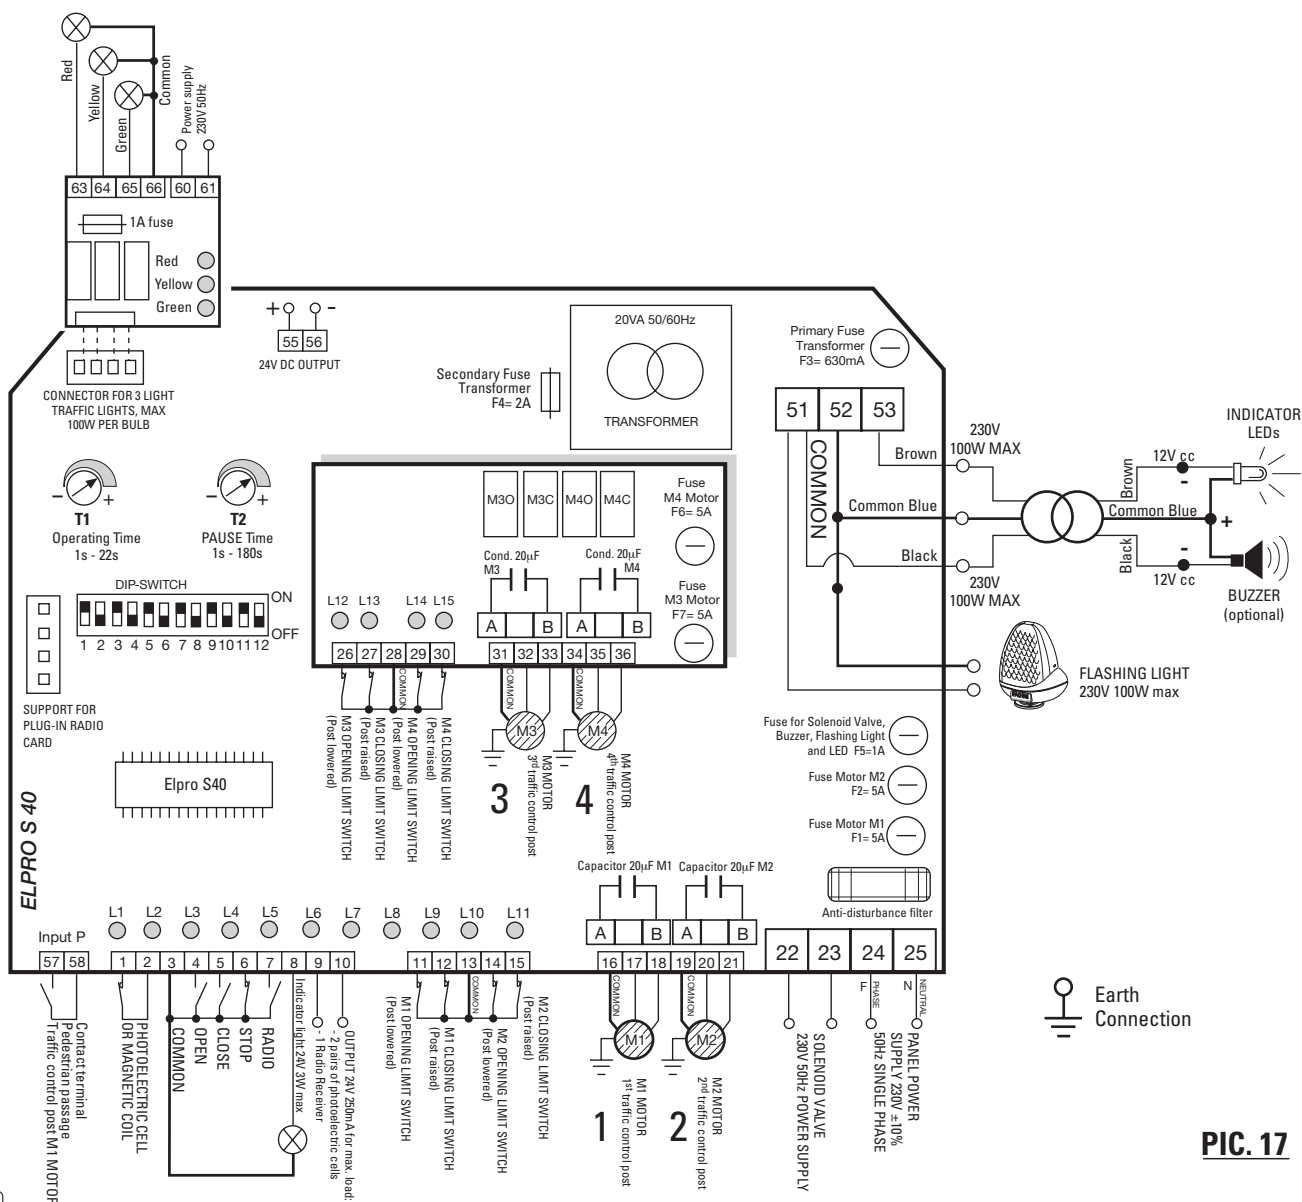 Red
Yellow
Green
Common
Power supply
230V 50Hz
63 64 65 66 60 61
1A fuse
Red
Yellow
Green
CONNECTOR FOR 3 LIGHT
TRAFFIC LIGHTS, MAX
100W PER BULB
+ -
55 56
24V DC OUTPUT
20VA 50/60Hz
TRANSFORMER
Secondary Fuse
Transformer
F4= 2A
Primary Fuse
Transformer
F3= 630mA
51 52 53
COMMON
Brown
230V
100W MAX
Common Blue
Black
230V
100W MAX
Brown
12V cc
-
Common Blue
+
Black
-
12V cc
INDICATOR
LEDs
BUZZER
(optional)
FLASHING LIGHT
230V 100W max
- +
T1
Operating Time
1s - 22s
- +
T2
PAUSE Time
1s - 180s
DIP-SWITCH
ON
OFF
1 2 3 4 5 6 7 8 9 10 11 12
SUPPORT FOR
PLUG-IN RADIO
CARD
M3O M3C M4O M4C
Fuse
M4 Motor
F6= 5A
Fuse
M3 Motor
F7= 5A
Cond. 20µF
M3
Cond. 20µF
M4
L12 L13 L14 L15
A B A B
26 27 28 29 30
31 32 33 34 35 36
COMMON
COMMON
COMMON
M3 OPENING LIMIT SWITCH
(Post lowered)
M3 CLOSING LIMIT SWITCH
(Post raised)
M4 OPENING LIMIT SWITCH
(Post lowered)
M4 CLOSING LIMIT SWITCH
(Post raised)
M3
M4
3
M3 MOTOR
3rd traffic control post
4
M4 MOTOR
4th traffic control post
Elpro S40
ELPRO S 40
Fuse for Solenoid Valve,
Buzzer, Flashing Light
and LED F5=1A
Fuse Motor M2
F2= 5A
Fuse Motor M1
F1= 5A
Anti-disturbance filter
Capacitor 20µF M1
Capacitor 20µF M2
L1 L2 L3 L4 L5 L6 L7 L8 L9 L10 L11
Input P
A B A B
57 58
1 2 3 4 5 6 7 8 9 10
11 12 13 14 15
16 17 18 19 20 21
22 23 24 25
Contact terminal
Pedestrian passage
Traffic control post M1 MOTOR
PHOTOELECTRIC CELL
OR MAGNETIC COIL
COMMON
OPEN
CLOSE
STOP
RADIO
Indicator light 24V 3W max
OUTPUT 24V 250mA for max. load:
- 2 pairs of photoelectric cells
- 1 Radio Receiver
COMMON
M1 OPENING LIMIT SWITCH
(Post lowered)
M1 CLOSING LIMIT SWITCH
(Post raised)
M2 OPENING LIMIT SWITCH
(Post lowered)
M2 CLOSING LIMIT SWITCH
(Post raised)
COMMON
COMMON
M1
M2
1
M1 MOTOR
1st traffic control post
2
M2 MOTOR
2nd traffic control post
SOLENOID VALVE
230V 50Hz POWER SUPPLY
F
PHASE
N
NEUTRAL
PANEL POWER
SUPPLY 230V ±10%
50Hz SINGLE PHASE
Earth
Connection
PIC. 17